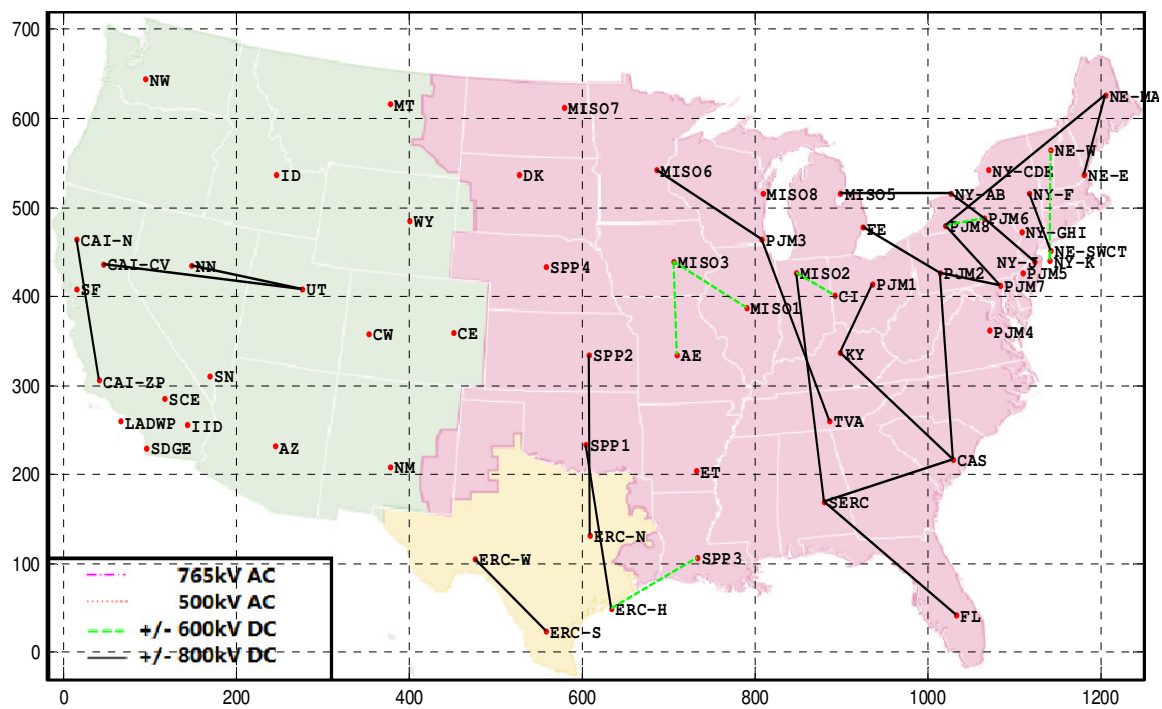 700
600
500
400
300
200
100
0
0
200
400
600
800
1000
1200
NW
MT
MISO7
NE-MA
ID
DK
MISO6
MISO8
MISO5
NY-CDE
NY-AB
NE-W
NE-E
NY-F
WY
FE
PJM8
PJM6
NY-GHI
CAI-N
CAI-CV
NN
UT
SPP4
MISO3
PJM3
MISO2
CI
PJM1
PJM2
NE-SWCT
NY-J
NY-K
PJM5
PJM7
SF
MISO1
PJM4
CW
CE
SPP2
AE
KY
CAI-ZP
SN
SCE
LADWP
IID
SDGE
AZ
NM
SPP1
ET
TVA
CAS
SERC
ERC-N
ERC-W
SPP3
ERC-H
ERC-S
FL
765kV AC
500kV AC
+/- 600kV DC
+/- 800kV DC